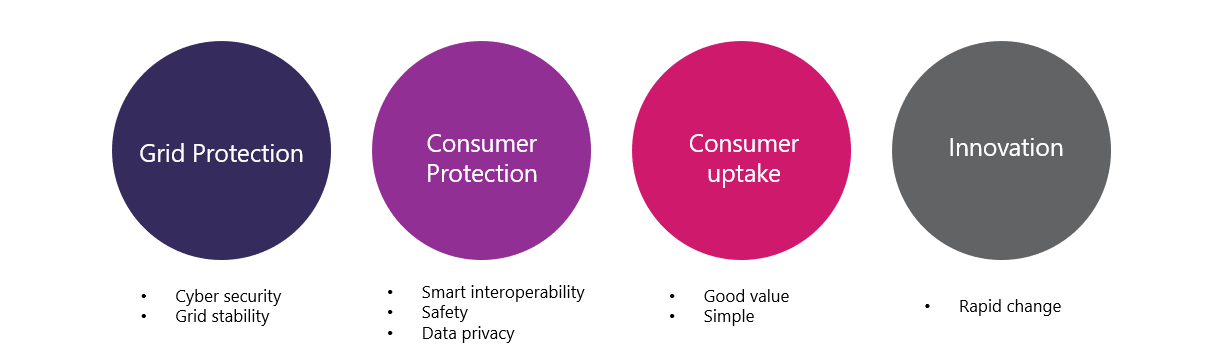 Grid Protection
Consumer
Protection
Consumer
uptake
Innovation
• Cyber security
• Grid stability
• Smart interoperability
• Safety
• Data privacy
• Good value
• Simple
• Rapid change